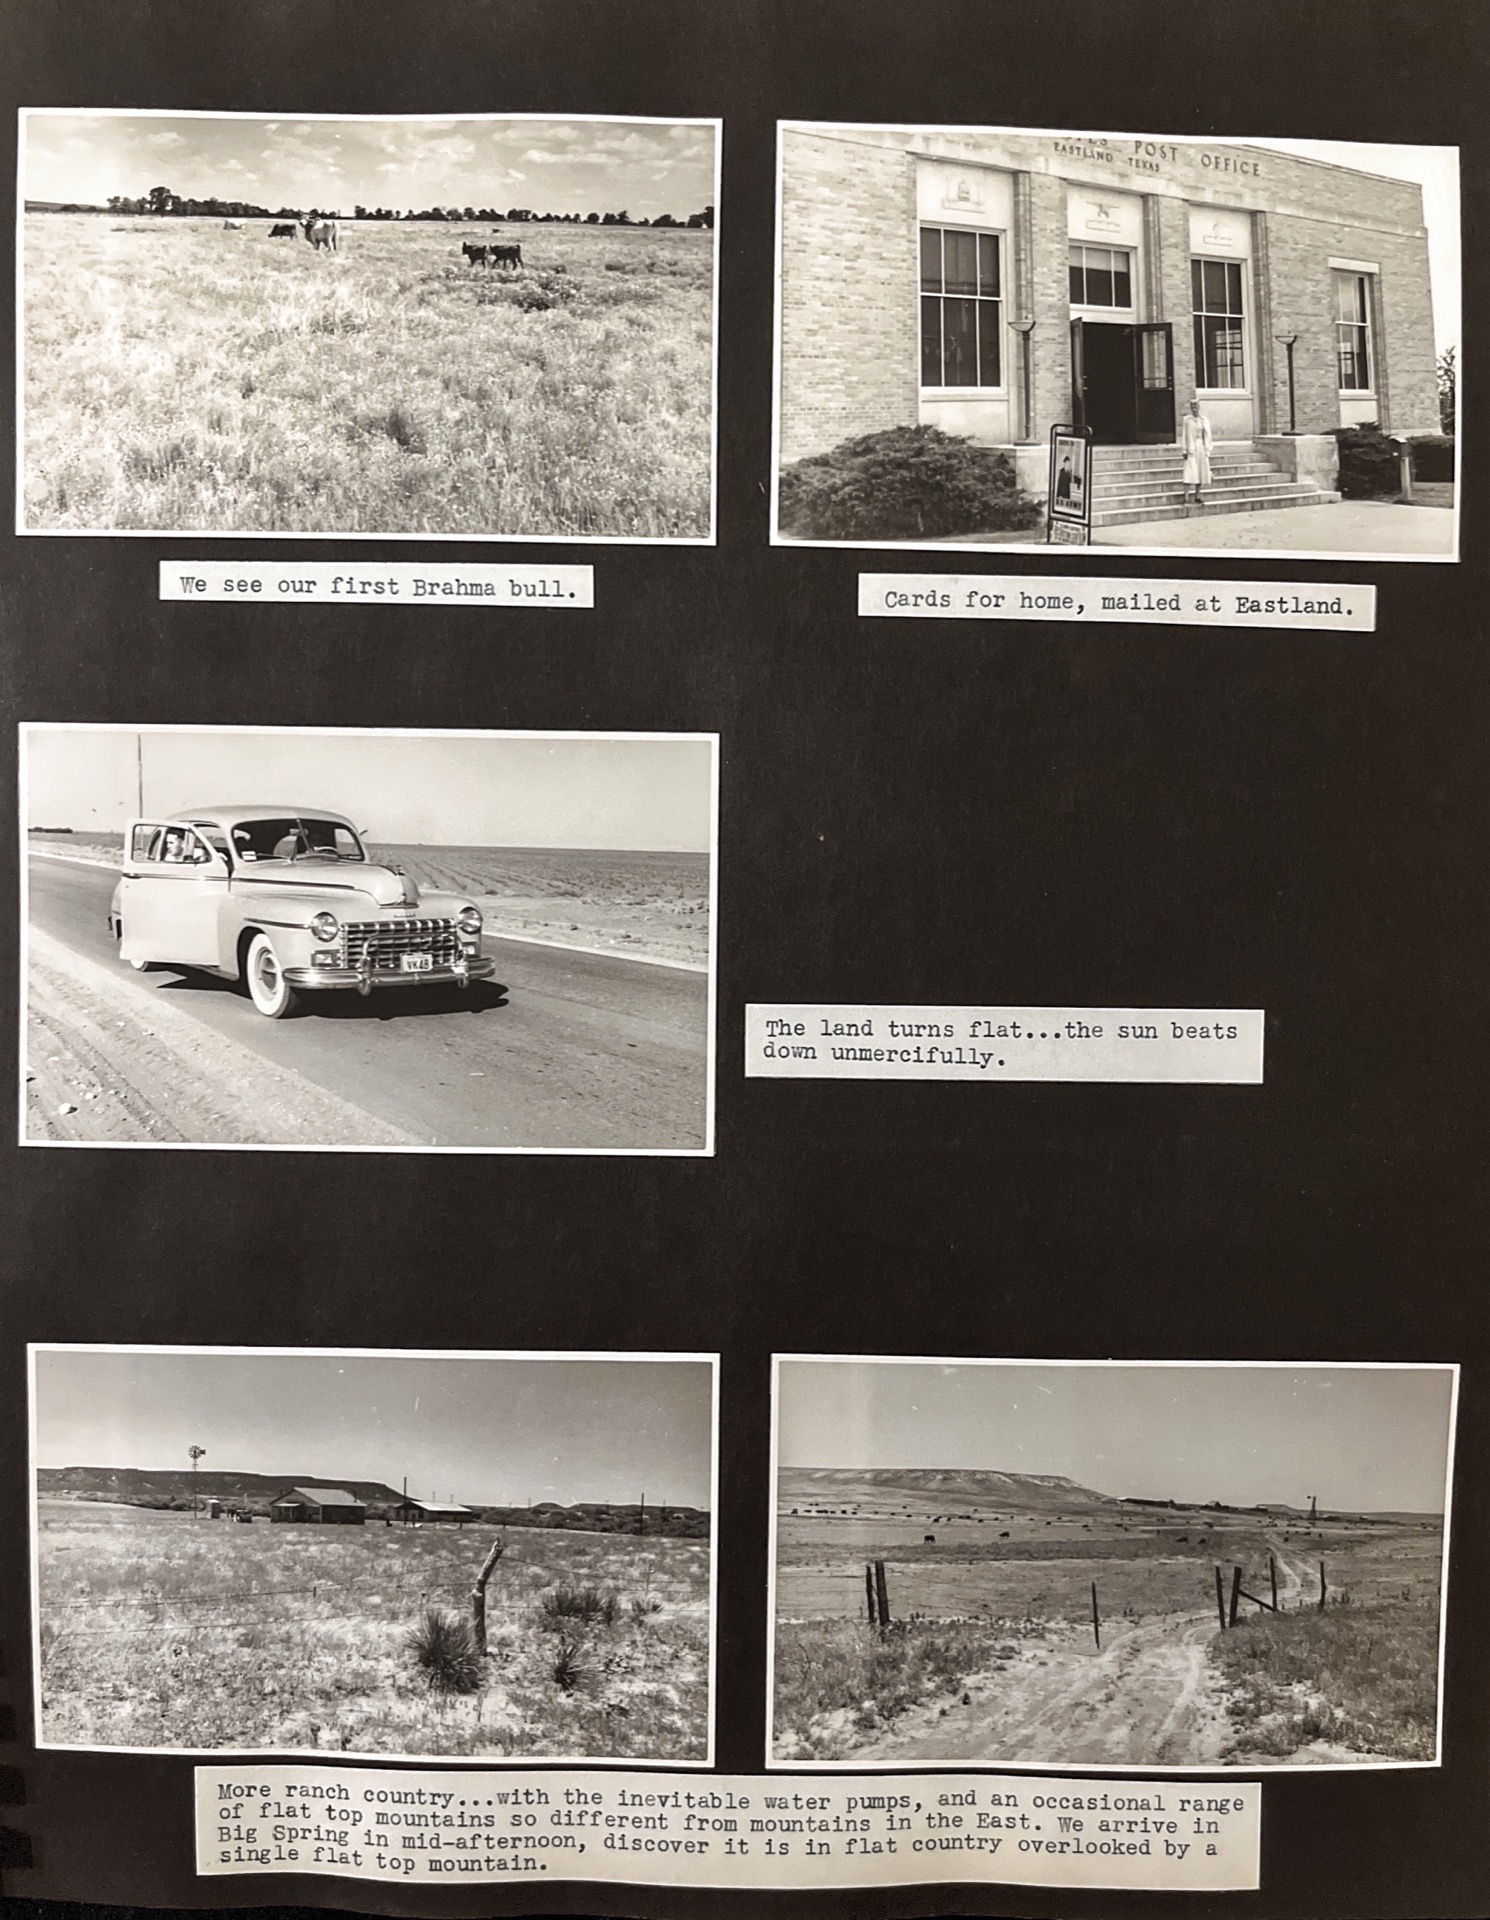 POST OFFICE
EASTLAND TEXAS
U.S. ARMY
We see our first Brahma bull.
Cards for home, mailed at Eastland.
VK48
The land turns flat...the sun beats
down unmercifully.
More ranch country...with the inevitable water pumps, and an occasional range
of flat top mountains so different from mountains in the East. We arrive in
Big Spring in mid-afternoon, discover it is in flat country overlooked by a
single flat top mountain.